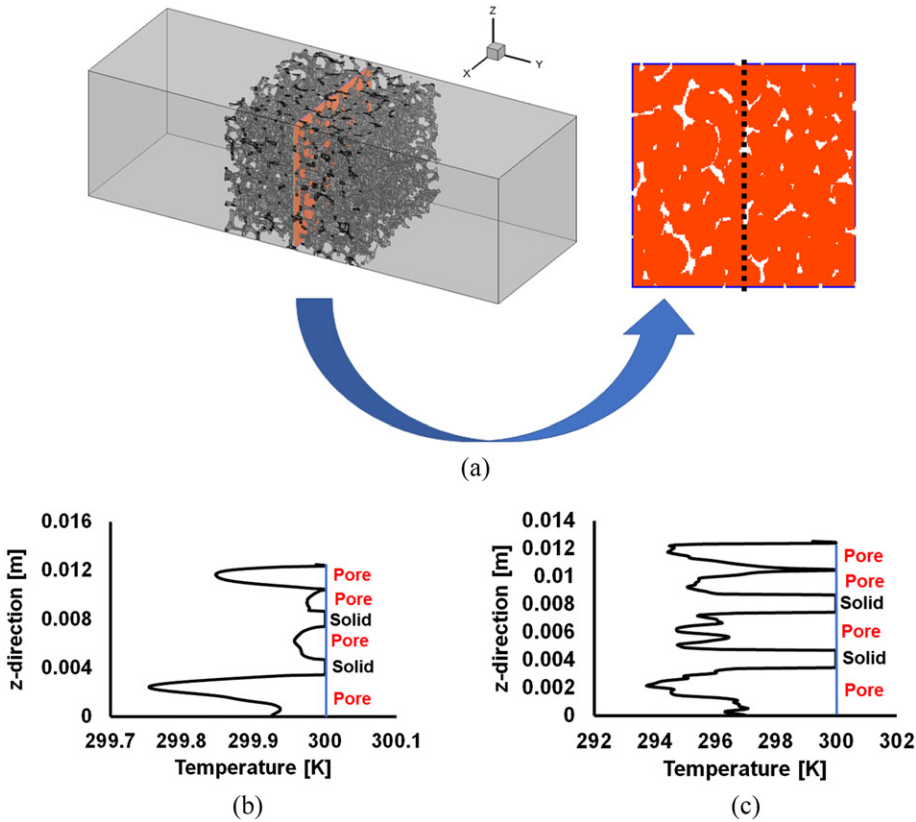 Z
X
Y
(a)
0.016
0.012
0.008
0.004
0
z-direction [m]
Pore
Pore
Solid
Pore
Solid
Pore
299.7 299.8 299.9 300 300.1
Temperature [K]
(b)
0.014
0.012
0.01
0.008
0.006
0.004
0.002
0
z-direction [m]
Pore
Pore
Solid
Pore
Solid
Pore
292 294 296 298 300 302
Temperature [K]
(c)